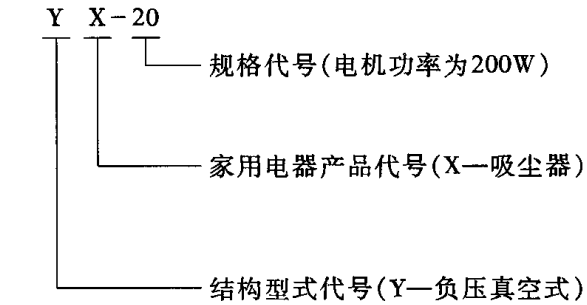 Y X-20
规格代号(电机功率为200W)
家用电器产品代号(X—吸尘器)
结构型式代号(Y—负压真空式)